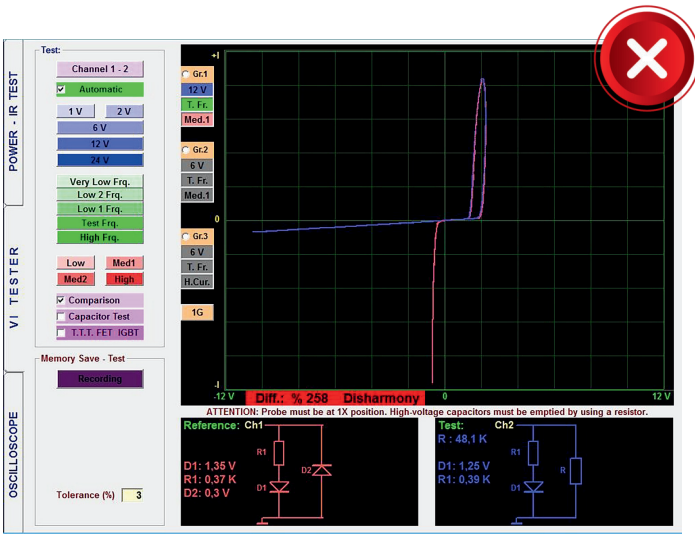 POWER - IR TEST
VI TESTER
OSCILLOSCOPE
Test:
Channel 1 - 2
Automatic
1 V
2 V
6 V
12 V
24 V
Very Low Frq.
Low 2 Frq.
Low 1 Frq.
Test Frq.
High Frq.
Low
Med1
Med2
High
Comparison
Capacitor Test
T.T.T. FET IGBT
Memory Save - Test
Recording
Tolerance (%) 3
Gr.1
12 V
T. Fr.
Med.1
Gr.2
6 V
T. Fr.
Med.1
Gr.3
6 V
T. Fr.
H.Cur.
1G
+I
0
-I
-12 V
Diff.: % 258 Disharmony
0
12 V
ATTENTION: Probe must be at 1X position. High-voltage capacitors must be emptied by using a resistor.
Reference: Ch1
D1: 1,35 V
R1: 0,37 K
D2: 0,3 V
R1
D1
D2
Test: Ch2
R : 48,1 K
D1: 1,25 V
R1: 0,39 K
R1
D1
R